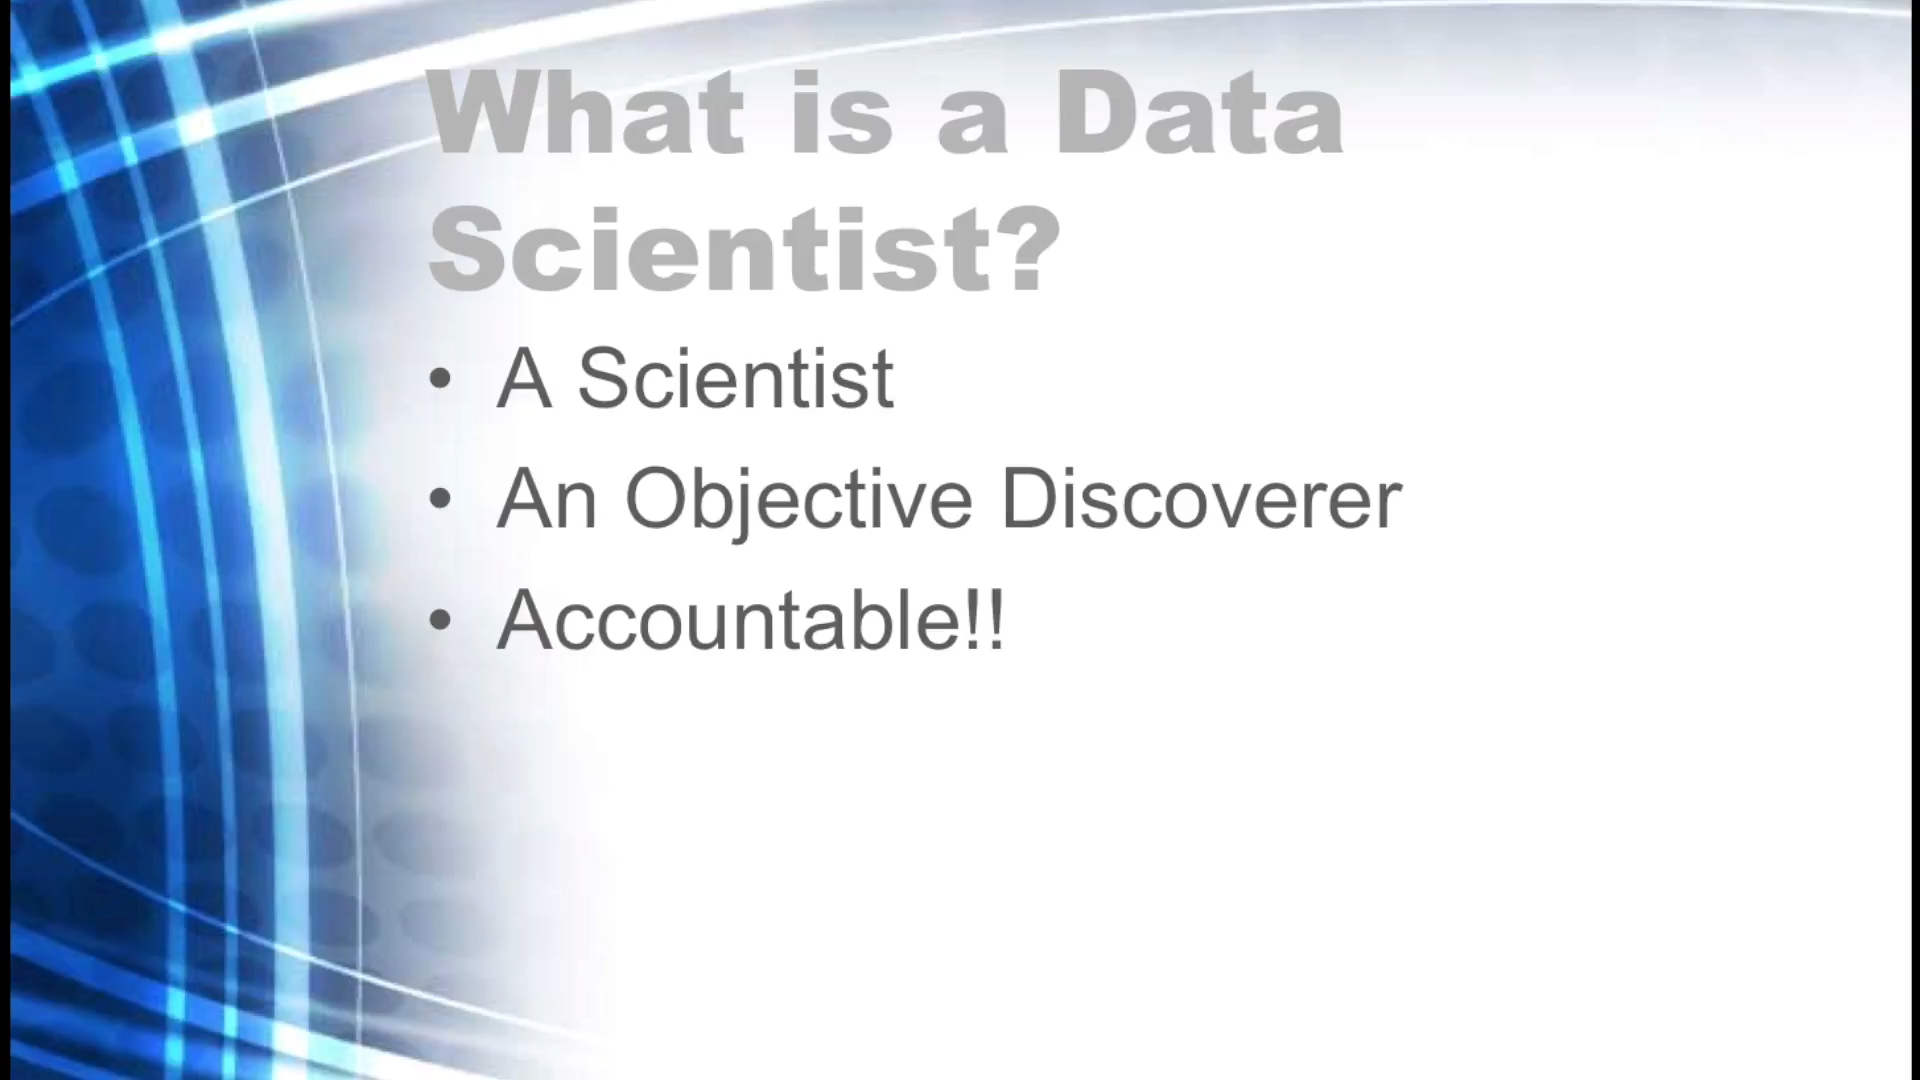 What is a Data
Scientist?
• A Scientist
• An Objective Discoverer
• Accountable!!